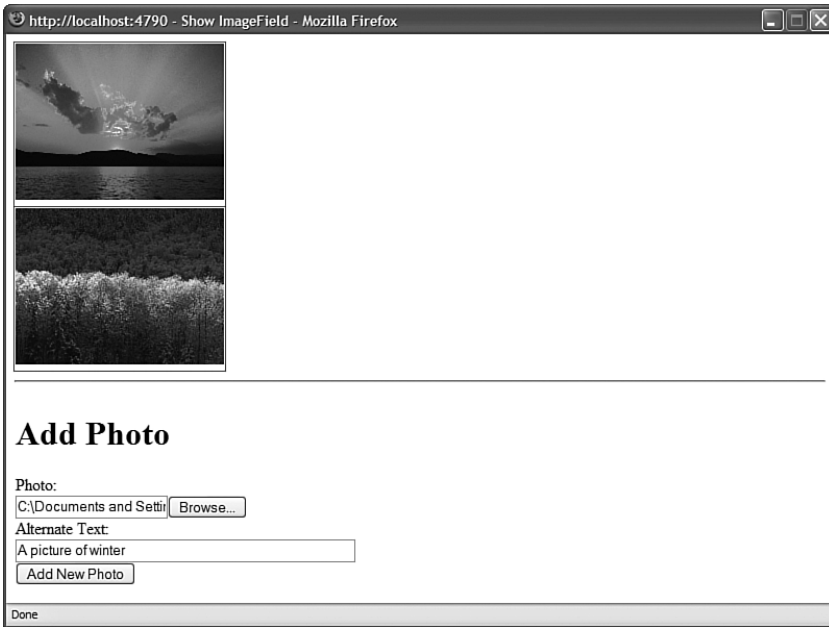 http://localhost:4790 - Show ImageField - Mozilla Firefox
Add Photo
Photo:
C:\Documents and Settin Browse...
Alternate Text:
A picture of winter
Add New Photo
Done